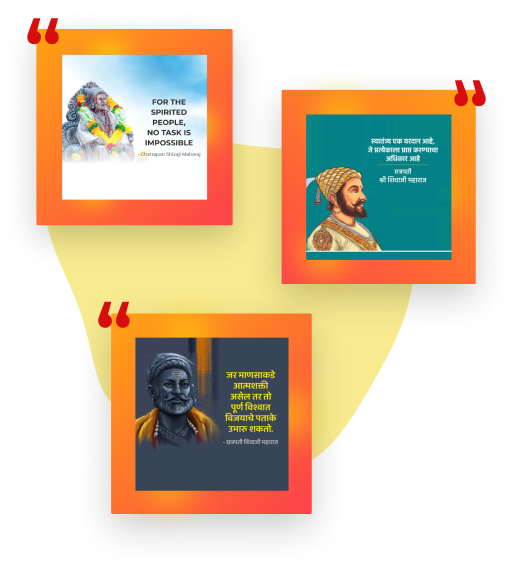 “
FOR THE
SPIRITED
PEOPLE,
NO TASK IS
IMPOSSIBLE
- Chatrapati Shivaji Maharaj
”
स्वातंत्र्य एक वरदान आहे,
जे प्रत्येकाला प्राप्त करण्याचा
अधिकार आहे
छत्रपती
श्री शिवाजी महाराज
“
जर माणसाकडे
आत्मशक्ती
असेल तर तो
पूर्ण विश्वात
विजयाचे पताके
उभारू शकतो.
- छत्रपती शिवाजी महाराज